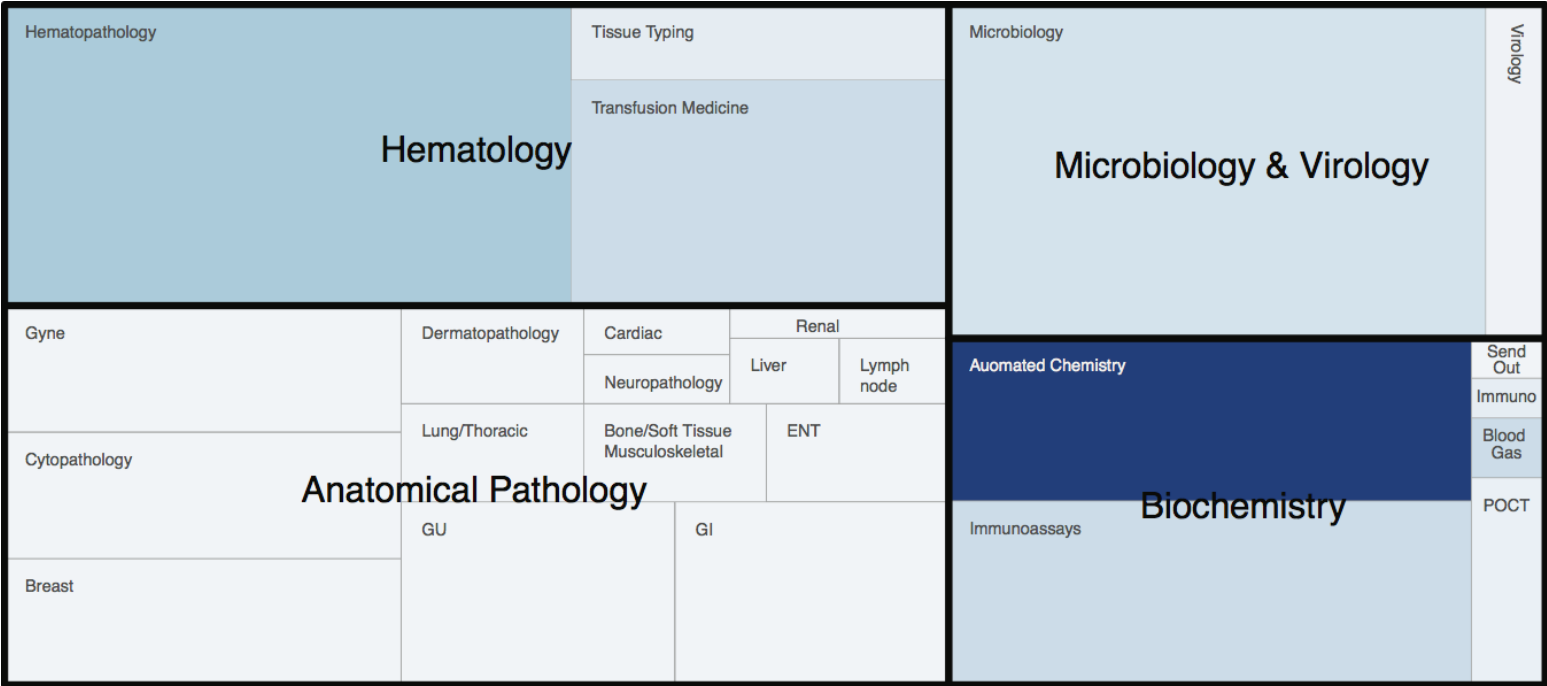 Hematopathology
Tissue Typing
Transfusion Medicine
Hematology
Microbiology
Virology
Microbiology & Virology
Gyne
Cytopathology
Breast
Dermatopathology
Cardiac
Neuropathology
Renal
Liver
Lymph
node
Lung/Thoracic
Bone/Soft Tissue
Musculoskeletal
ENT
Anatomical Pathology
GU
GI
Auomated Chemistry
Send
Out
Immuno
Blood
Gas
POCT
Biochemistry
Immunoassays